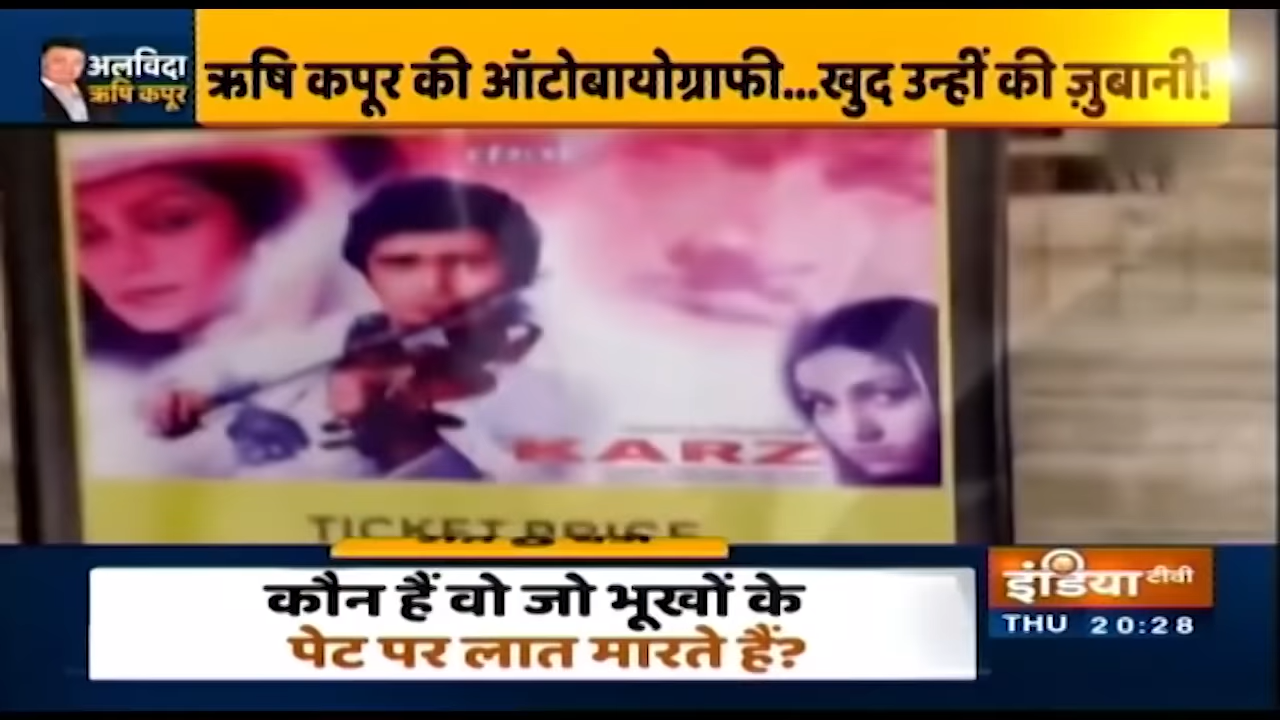 अलविदा
ऋषि कपूर
ऋषि कपूर की ऑटोबायोग्राफी...खुद उन्हीं की ज़ुबानी!
KARZ
TICKET PRICE
कौन हैं वो जो भूखों के
पेट पर लात मारते हैं?
इंडिया टीवी
THU 20:28